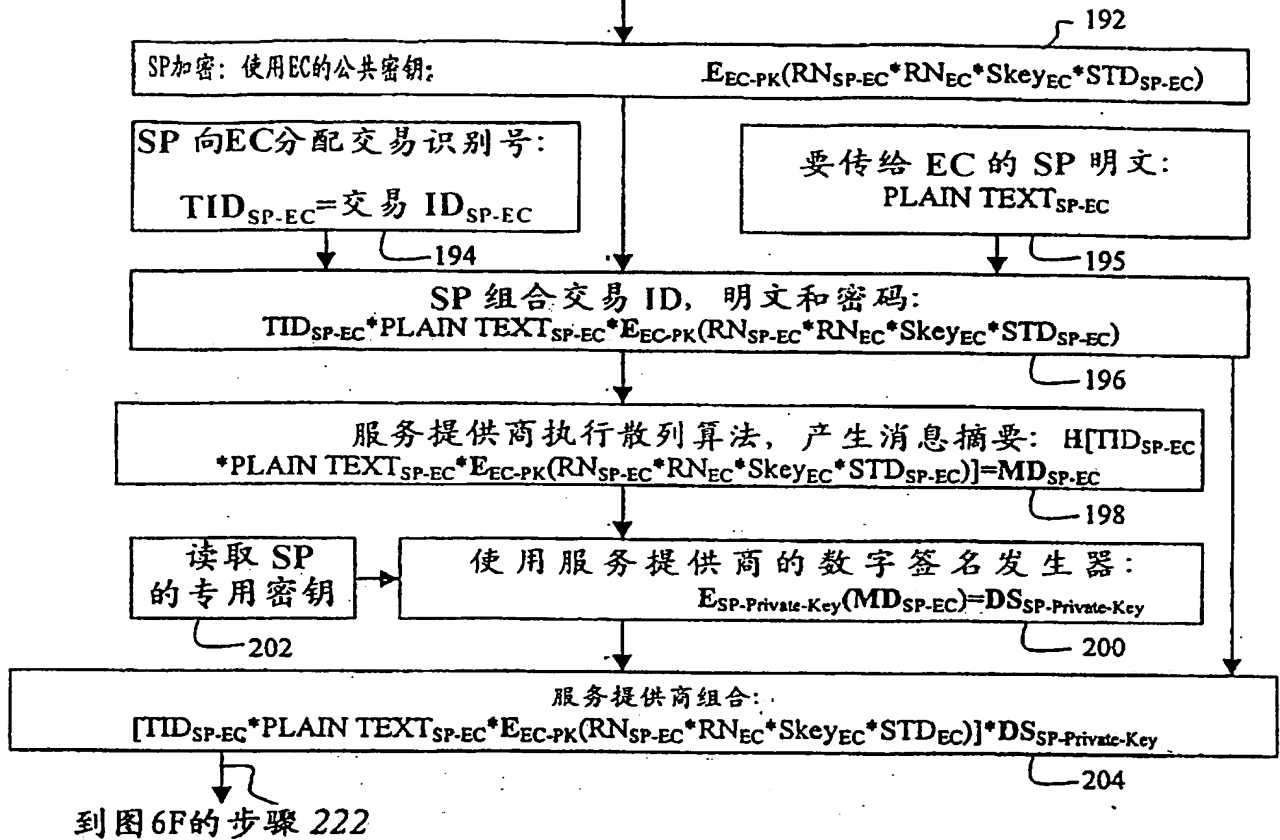 192
SP加密: 使用EC的公共密钥: E_EC-PK(RN_SP-EC*RN_EC*Skey_EC*STD_SP-EC)
SP 向EC分配交易识别号:
TID_SP-EC=交易 ID_SP-EC
194
要传给 EC 的 SP 明文:
PLAIN TEXT_SP-EC
195
SP 组合交易 ID, 明文和密码:
TID_SP-EC*PLAIN TEXT_SP-EC*E_EC-PK(RN_SP-EC*RN_EC*Skey_EC*STD_SP-EC)
196
服务提供商执行散列算法, 产生消息摘要: H[TID_SP-EC
*PLAIN TEXT_SP-EC*E_EC-PK(RN_SP-EC*RN_EC*Skey_EC*STD_SP-EC)]=MD_SP-EC
198
读取 SP
的专用密钥
202
使用服务提供商的数字签名发生器:
E_SP-Private-Key(MD_SP-EC)=DS_SP-Private-Key
200
服务提供商组合:
[TID_SP-EC*PLAIN TEXT_SP-EC*E_EC-PK(RN_SP-EC*RN_EC*Skey_EC*STD_EC)]*DS_SP-Private-Key
204
到图6F的步骤 222